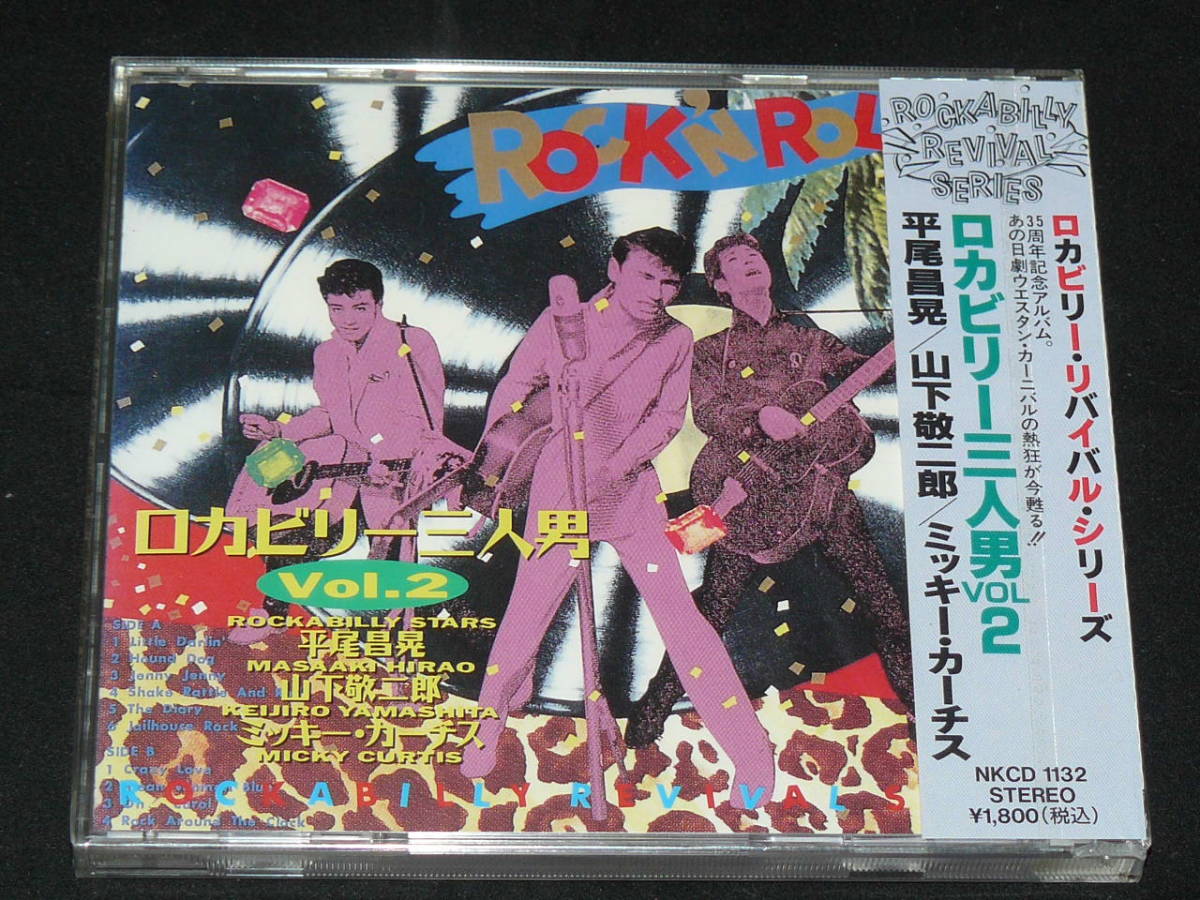 ROCK'N ROL
ロカビリー三人男
Vol.2
ROCKABILLY STARS
平尾昌晃
MASAAKI HIRAO
山下敬二郎
KEIJIRO YAMASHITA
ミッキー・カーチス
MICKY CURTIS
SIDE A
1 Little Darlin'
2 Hound Dog
3 Jenny Jenny
4 Shake Rattle And
5 The Diary
6 Jailhouse Rock
SIDE B
1 Crazy Love
2 Blu
3 Oh Carol
4 Rock Around The Clock
ROCKABILLY REVIVAL S
ROCKABILLY
REVIVAL
SERIES
ロカビリー・リバイバル・シリーズ
35周年記念アルバム。
あの日劇ウエスタン・カーニバルの熱狂が今甦る!!
ロカビリー三人男 VOL 2
平尾昌晃/山下敬二郎/ミッキー・カーチス
NKCD 1132
STEREO
¥1,800(税込)